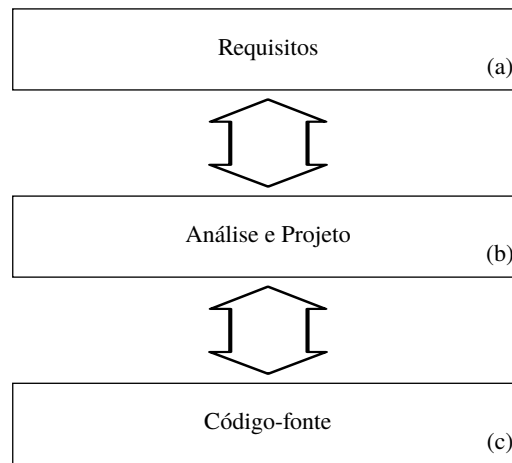 Requisitos
(a)
Análise e Projeto
(b)
Código-fonte
(c)